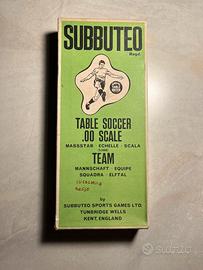 SUBBUTEO
Regd.
TABLE SOCCER
.00 SCALE
MASSSTAB · ECHELLE · SCALA
TEAM
MANNSCHAFT · EQUIPE
SQUADRA · ELFTAL
by
SUBBUTEO SPORTS GAMES LTD.
TUNBRIDGE WELLS
KENT, ENGLAND
subito